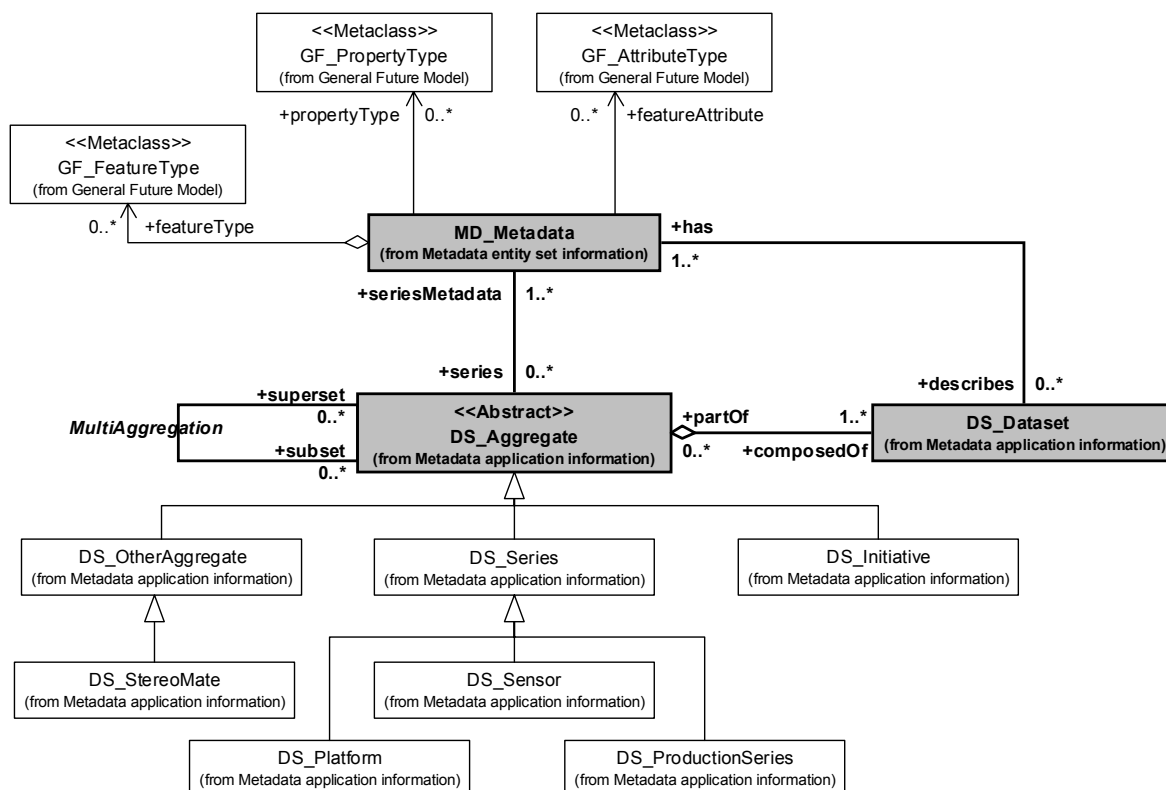 <<Metaclass>>
GF_PropertyType
(from General Future Model)
<<Metaclass>>
GF_AttributeType
(from General Future Model)
+propertyType
0..*
0..*
+featureAttribute
<<Metaclass>>
GF_FeatureType
(from General Future Model)
0..*
+featureType
MD_Metadata
(from Metadata entity set information)
+has
1..*
+seriesMetadata
1..*
+series
0..*
+describes
0..*
+superset
0..*
MultiAggregation
+subset
0..*
<<Abstract>>
DS_Aggregate
(from Metadata application information)
+partOf
0..*
1..*
+composedOf
DS_Dataset
(from Metadata application information)
DS_OtherAggregate
(from Metadata application information)
DS_Series
(from Metadata application information)
DS_Initiative
(from Metadata application information)
DS_StereoMate
(from Metadata application information)
DS_Sensor
(from Metadata application information)
DS_Platform
(from Metadata application information)
DS_ProductionSeries
(from Metadata application information)